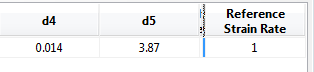 d4 d5 Reference
Strain Rate
0.014 3.87 1